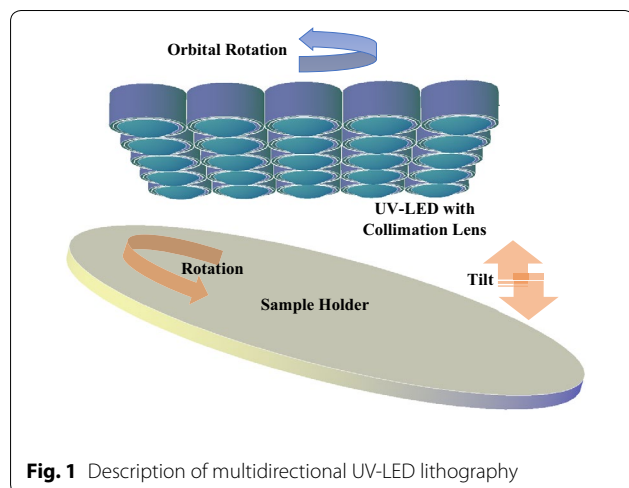 Orbital Rotation
UV-LED with
Collimation Lens
Rotation
Tilt
Sample Holder
Fig. 1 Description of multidirectional UV-LED lithography